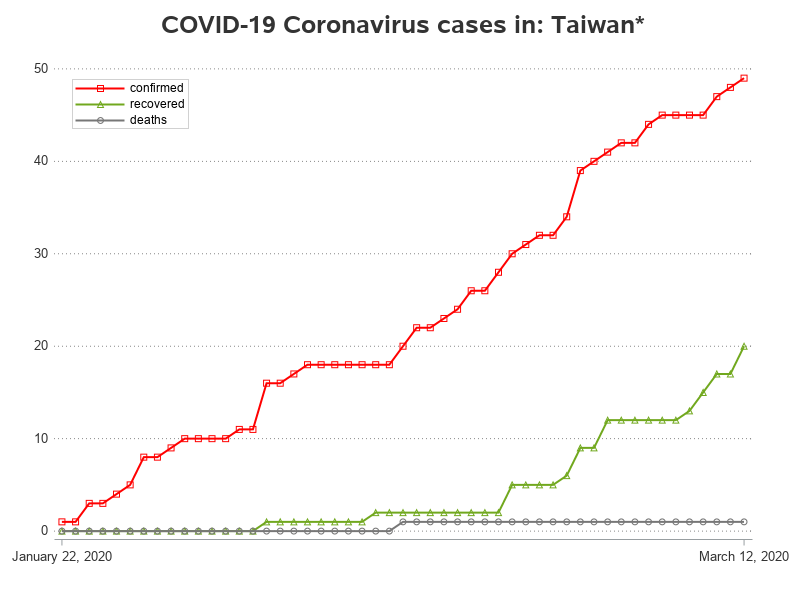 COVID-19 Coronavirus cases in: Taiwan*
50
confirmed
recovered
deaths
40
30
20
10
0
January 22, 2020
March 12, 2020